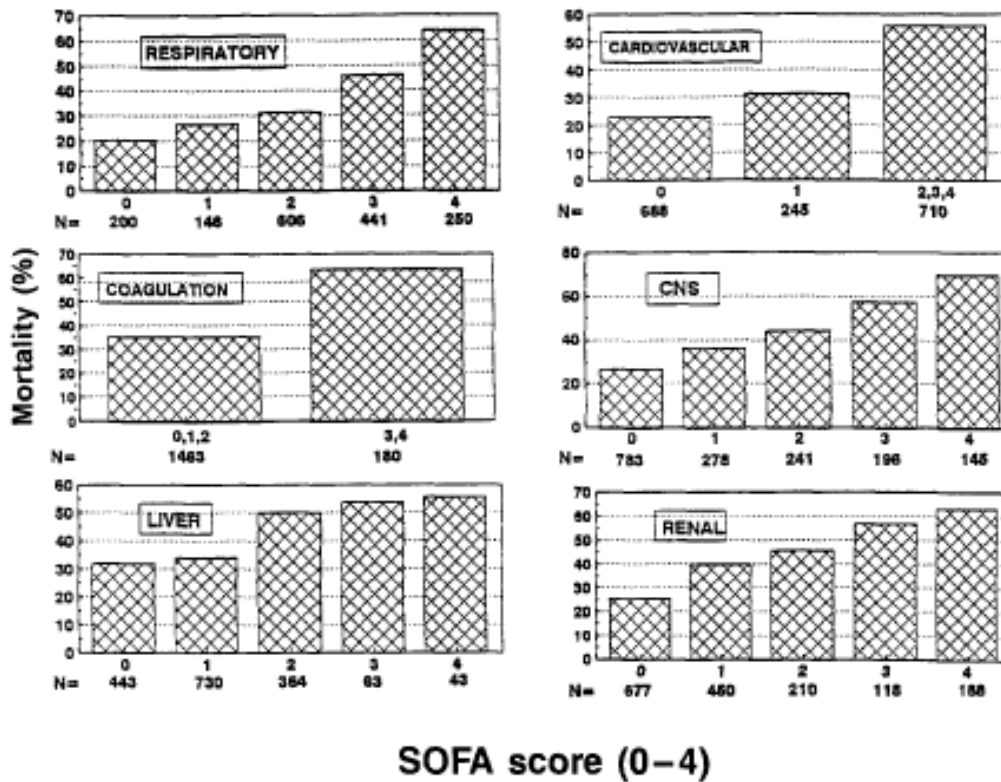 70
60
50
40
30
20
10
0
RESPIRATORY
0 1 2 3 4
N= 200 146 606 441 250
60
50
40
30
20
10
0
CARDIOVASCULAR
0 1 2,3,4
688 245 710
Mortality (%)
70
60
50
40
30
20
10
0
COAGULATION
0,1,2 3,4
N= 1463 180
80
60
40
20
0
CNS
0 1 2 3 4
N= 783 278 241 196 145
60
50
40
30
20
10
0
LIVER
0 1 2 3 4
N= 443 730 364 63 43
70
60
50
40
30
20
10
0
RENAL
0 1 2 3 4
N= 677 450 210 118 188
SOFA score (0–4)